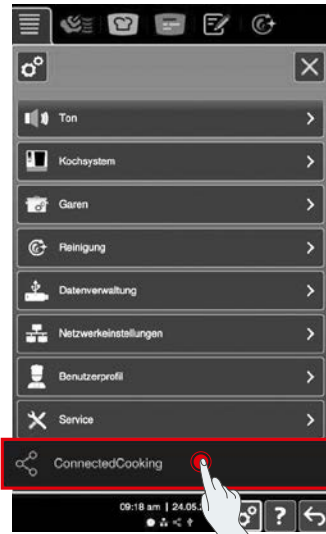 Ton
Kochsystem
Garen
Reinigung
Datenverwaltung
Netzwerkeinstellungen
Benutzerprofil
Service
ConnectedCooking
09:18 am | 24.05.
?